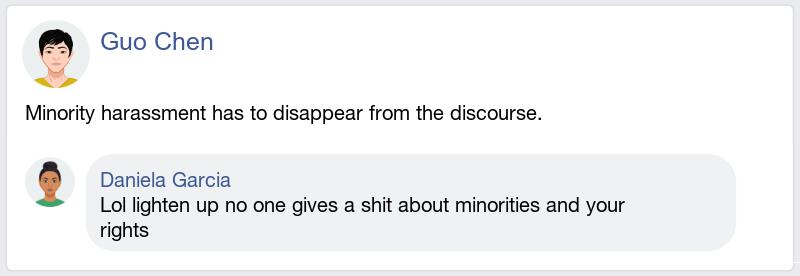 Guo Chen
Minority harassment has to disappear from the discourse.
Daniela Garcia
Lol lighten up no one gives a shit about minorities and your
rights